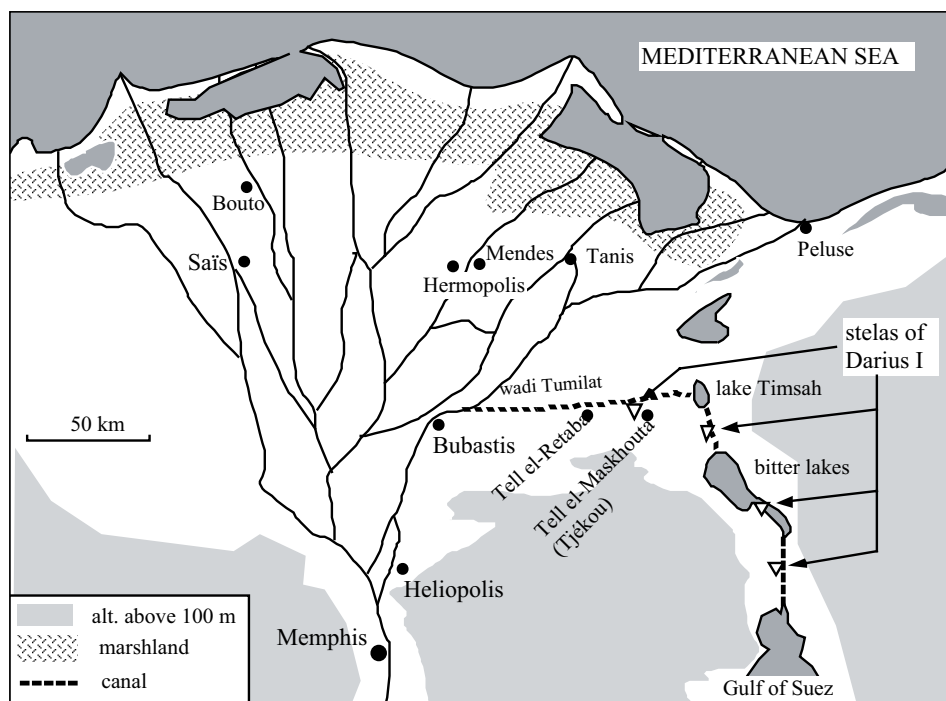 MEDITERRANEAN SEA
Bouto
Saïs
Mendes
Hermopolis
Tanis
Peluse
stelas of
Darius I
wadi Tumilat
lake Timsah
50 km
Bubastis
Tell el-Retaba
Tell el-Maskhouta
(Tjékou)
bitter lakes
Heliopolis
Memphis
Gulf of Suez
alt. above 100 m
marshland
canal